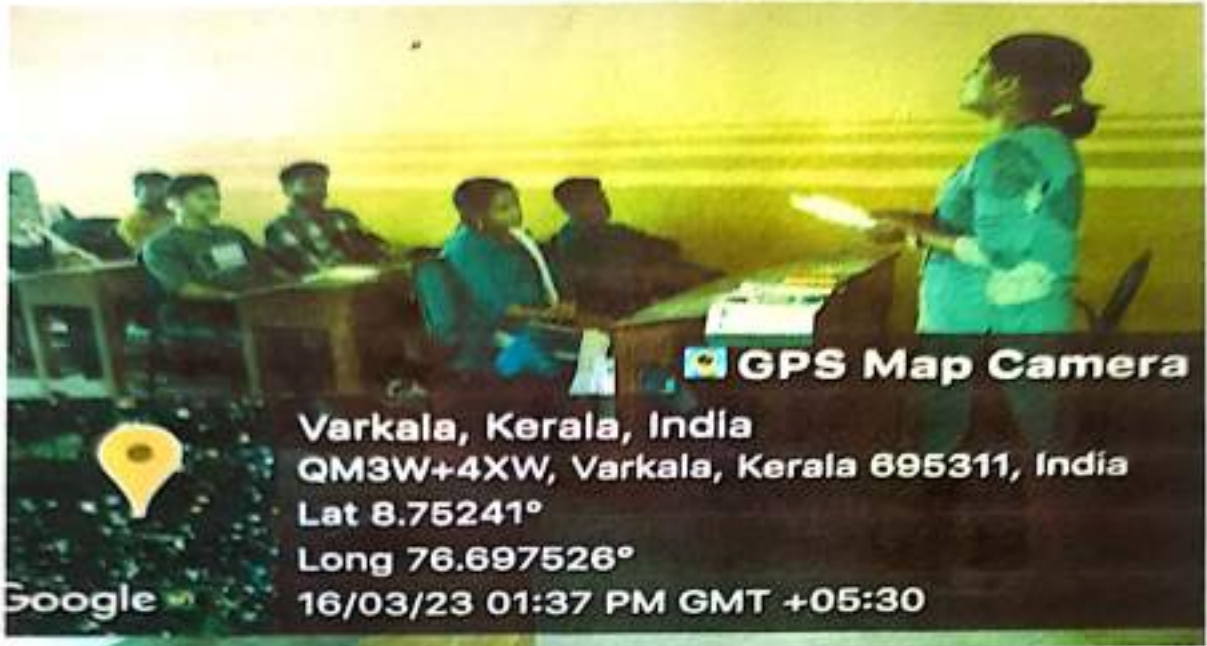 GPS Map Camera
Varkala, Kerala, India
QM3W+4XW, Varkala, Kerala 695311, India
Lat 8.75241°
Long 76.697526°
16/03/23 01:37 PM GMT +05:30
Google